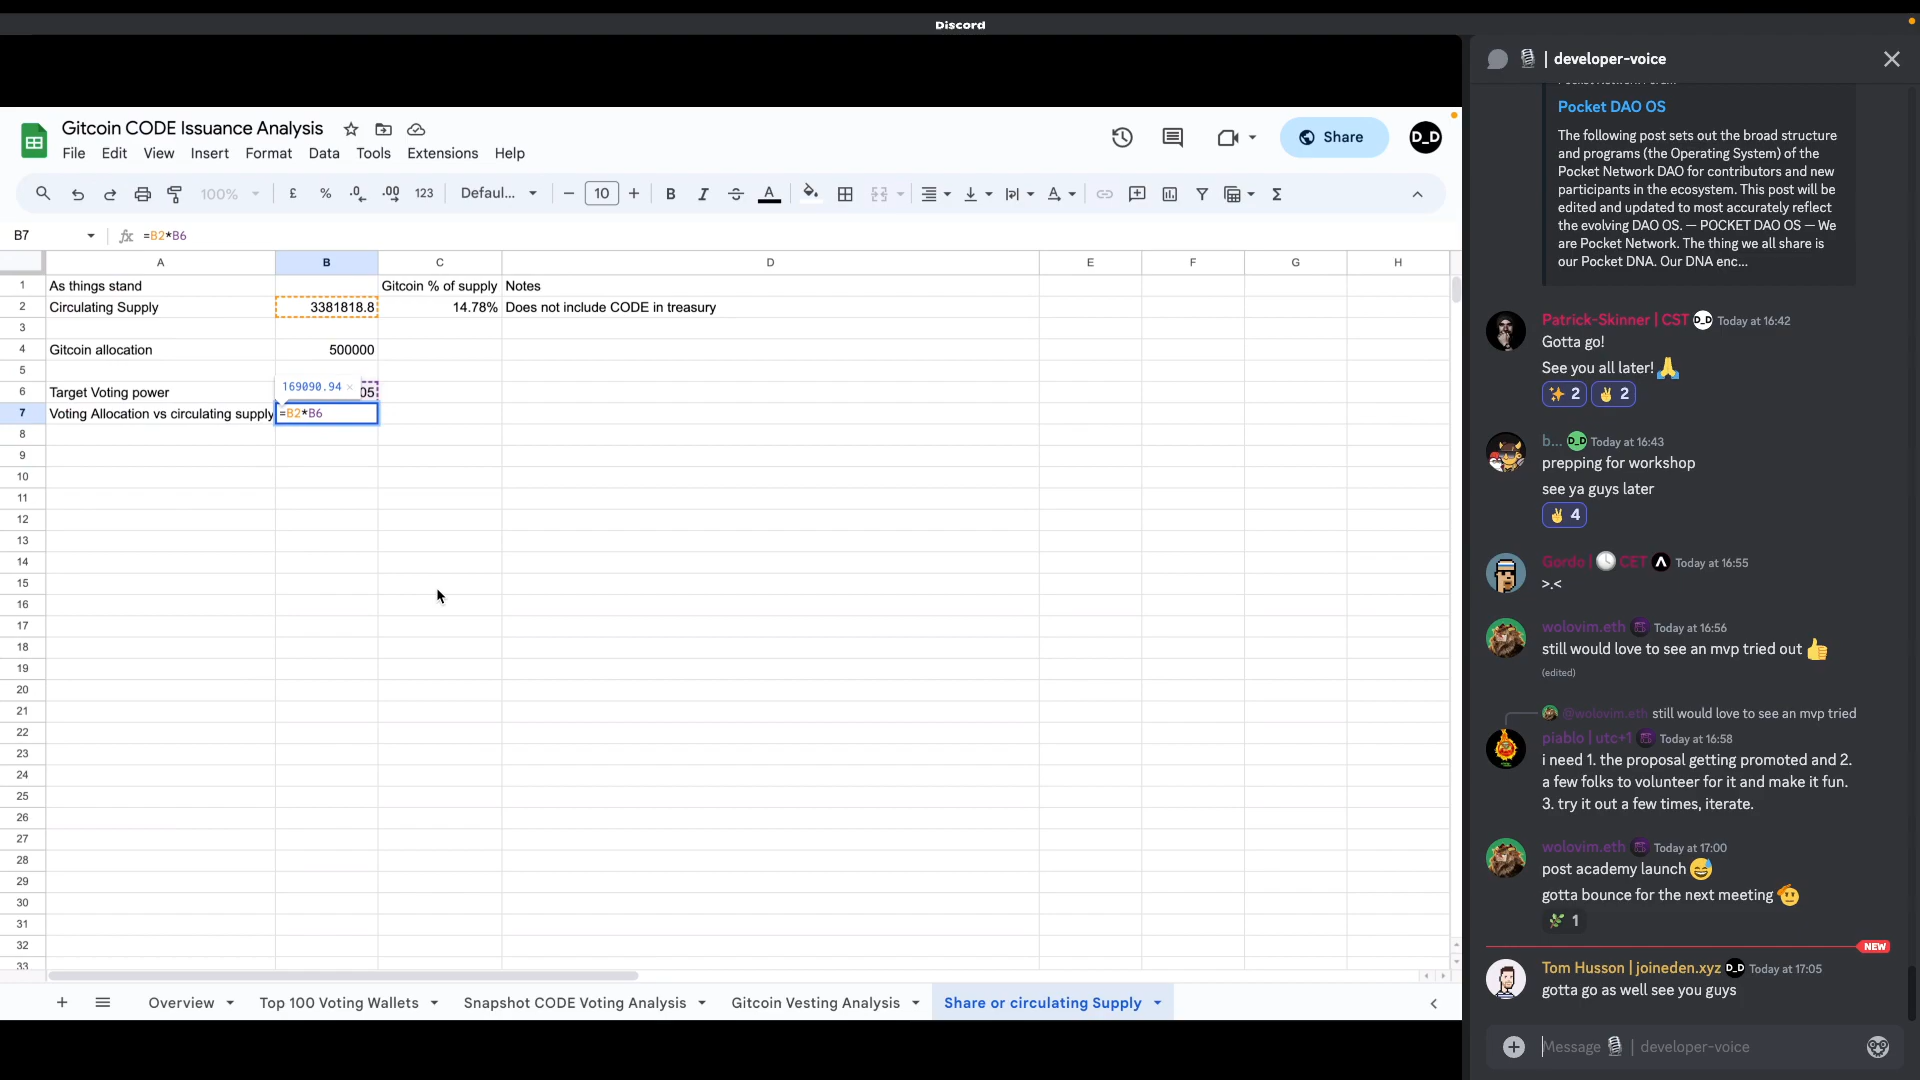 Discord
Gitcoin CODE Issuance Analysis
File Edit View Insert Format Data Tools Extensions Help
Share
D_D
100% £ % .0 .00 123 Defaul... 10 B I A Σ
B7 fx =B2*B6
A B C D E F G H
1 As things stand Gitcoin % of supply Notes
2 Circulating Supply 3381818.8 14.78% Does not include CODE in treasury
3
4 Gitcoin allocation 500000
5
169090.94 ×
6 Target Voting power 05
7 Voting Allocation vs circulating supply =B2*B6
8
9
10
11
12
13
14
15
16
17
18
19
20
21
22
23
24
25
26
27
28
29
30
31
32
33
Overview Top 100 Voting Wallets Snapshot CODE Voting Analysis Gitcoin Vesting Analysis Share or circulating Supply
| developer-voice
Pocket DAO OS
The following post sets out the broad structure
and programs (the Operating System) of the
Pocket Network DAO for contributors and new
participants in the ecosystem. This post will be
edited and updated to most accurately reflect
the evolving DAO OS. — POCKET DAO OS — We
are Pocket Network. The thing we all share is
our Pocket DNA. Our DNA enc...
Patrick-Skinner | CST D_D Today at 16:42
Gotta go!
See you all later! 🙏
✨ 2 ✌ 2
b... D_D Today at 16:43
prepping for workshop
see ya guys later
✌ 4
Gordo | 🕓 CET Today at 16:55
>.<
wolovim.eth Today at 16:56
still would love to see an mvp tried out 👍
(edited)
@wolovim.eth still would love to see an mvp tried
piablo | utc+1 Today at 16:58
i need 1. the proposal getting promoted and 2.
a few folks to volunteer for it and make it fun.
3. try it out a few times, iterate.
wolovim.eth Today at 17:00
post academy launch 😅
gotta bounce for the next meeting 🫡
🌿 1
NEW
Tom Husson | joineden.xyz D_D Today at 17:05
gotta go as well see you guys
Message 🎙 | developer-voice